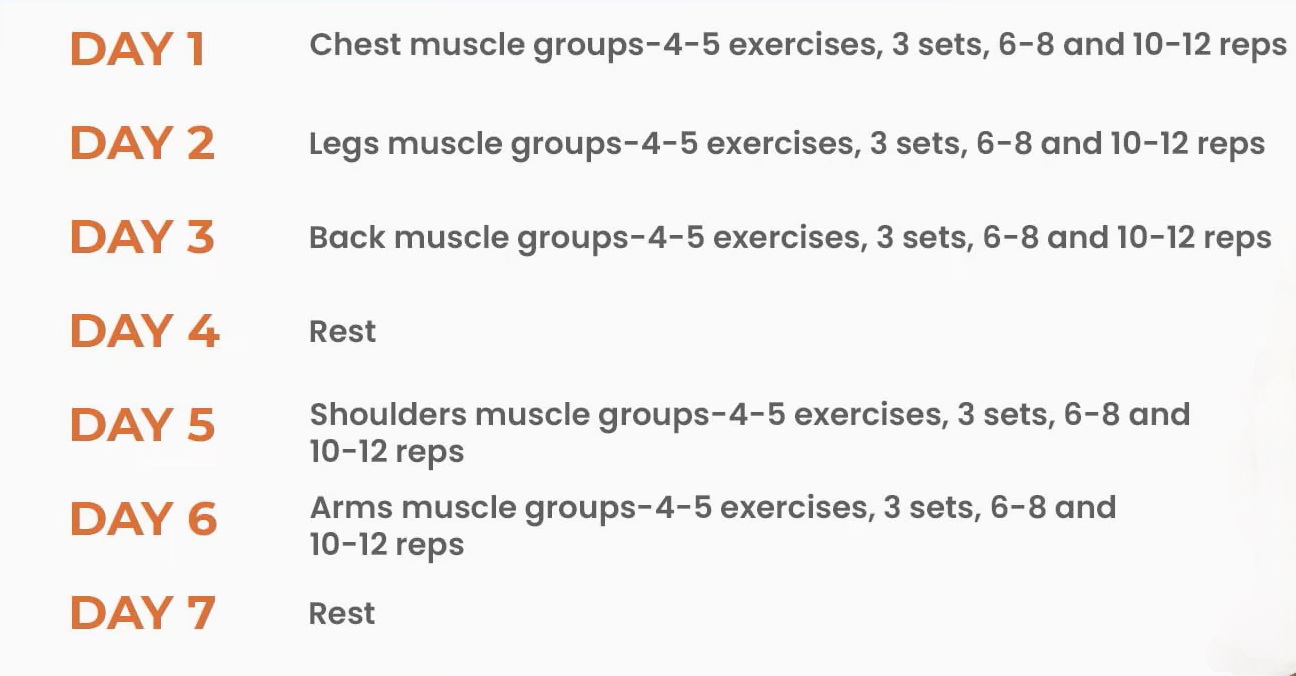 DAY 1
Chest muscle groups-4-5 exercises, 3 sets, 6-8 and 10-12 reps
DAY 2
Legs muscle groups-4-5 exercises, 3 sets, 6-8 and 10-12 reps
DAY 3
Back muscle groups-4-5 exercises, 3 sets, 6-8 and 10-12 reps
DAY 4
Rest
DAY 5
Shoulders muscle groups-4-5 exercises, 3 sets, 6-8 and
10-12 reps
DAY 6
Arms muscle groups-4-5 exercises, 3 sets, 6-8 and
10-12 reps
DAY 7
Rest